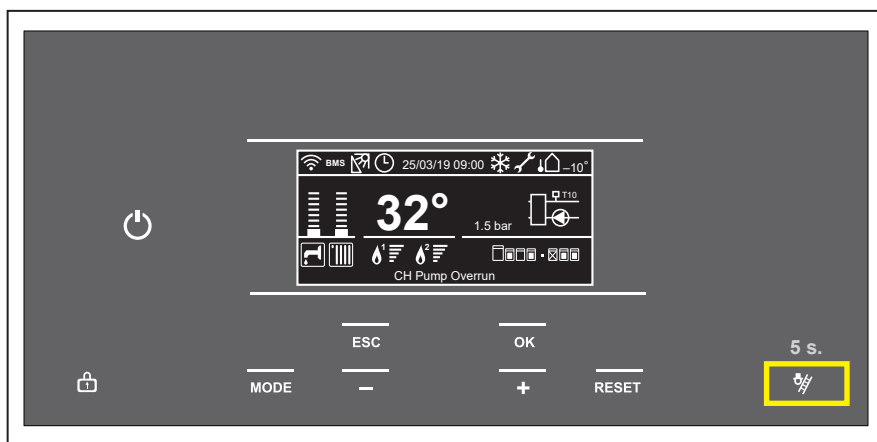 BMS 25/03/19 09:00 –10°
T10
32° 1.5 bar
1 2
CH Pump Overrun
ESC OK
5 s.
MODE – + RESET